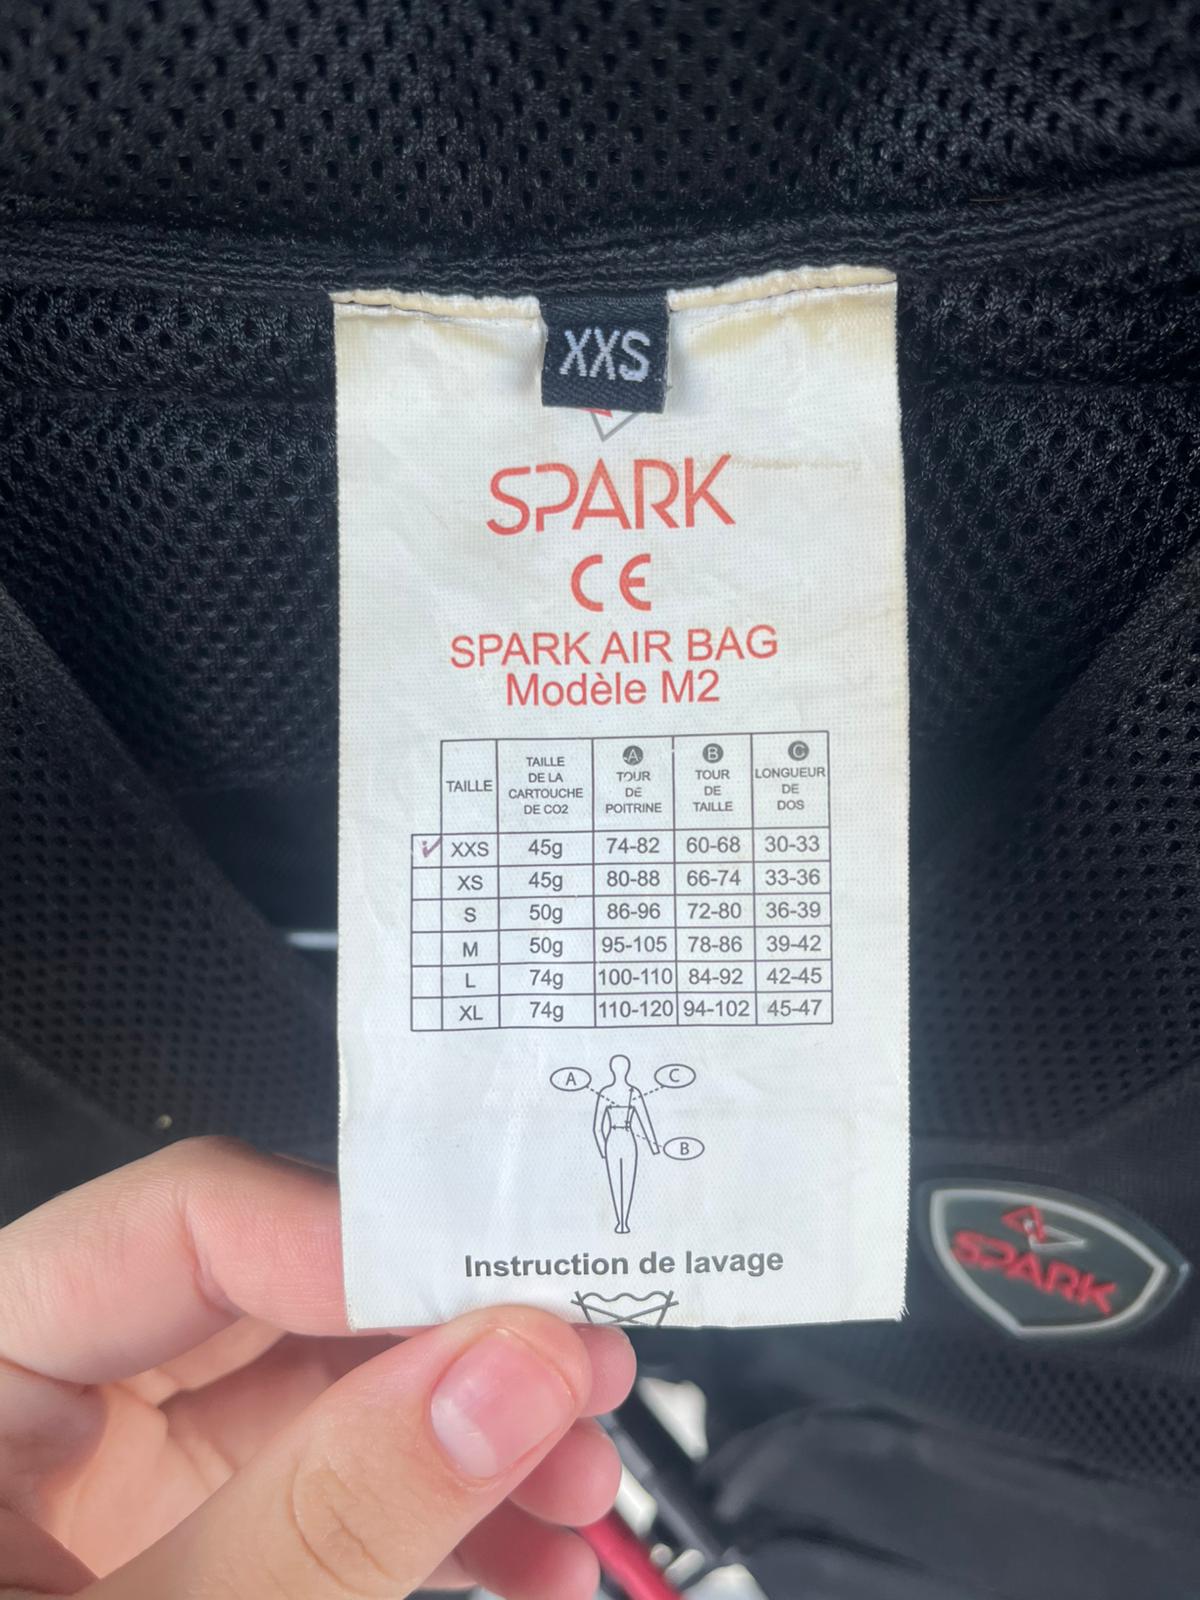 XXS
SPARK
CE
SPARK AIR BAG
Modèle M2
TAILLE
TAILLE
DE LA
CARTOUCHE
DE CO2
A
TOUR
DE
POITRINE
B
TOUR
DE
TAILLE
C
LONGUEUR
DE
DOS
✓ XXS 45g 74-82 60-68 30-33
XS 45g 80-88 66-74 33-36
S 50g 86-96 72-80 36-39
M 50g 95-105 78-86 39-42
L 74g 100-110 84-92 42-45
XL 74g 110-120 94-102 45-47
A C
B
Instruction de lavage
SPARK